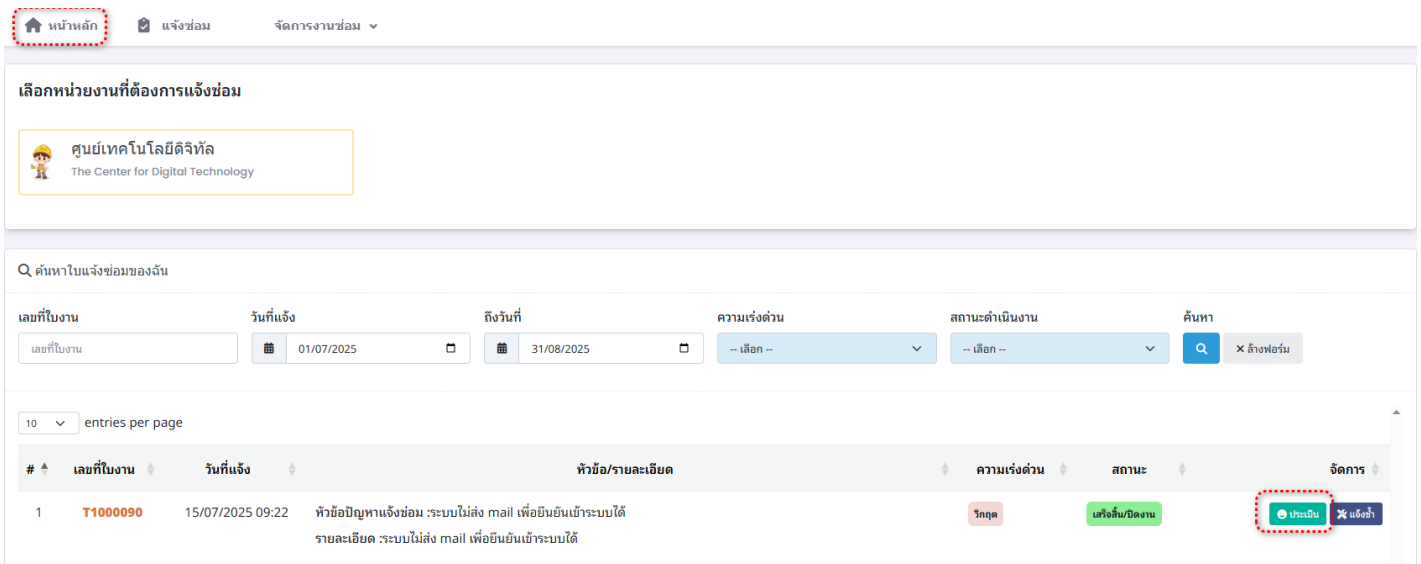 หน้าหลัก แจ้งซ่อม จัดการงานซ่อม
เลือกหน่วยงานที่ต้องการแจ้งซ่อม
ศูนย์เทคโนโลยีดิจิทัล
The Center for Digital Technology
ค้นหาใบแจ้งซ่อมของฉัน
เลขที่ใบงาน วันที่แจ้ง ถึงวันที่ ความเร่งด่วน สถานะดำเนินงาน ค้นหา
เลขที่ใบงาน 01/07/2025 31/08/2025 -- เลือก -- -- เลือก -- × ล้างฟอร์ม
10 entries per page
# เลขที่ใบงาน วันที่แจ้ง หัวข้อ/รายละเอียด ความเร่งด่วน สถานะ จัดการ
1 T1000090 15/07/2025 09:22 หัวข้อปัญหาแจ้งซ่อม :ระบบไม่ส่ง mail เพื่อยืนยันเข้าระบบได้ วิกฤต เสร็จสิ้น/ปิดงาน ประเมิน แจ้งซ้ำ
รายละเอียด :ระบบไม่ส่ง mail เพื่อยืนยันเข้าระบบได้